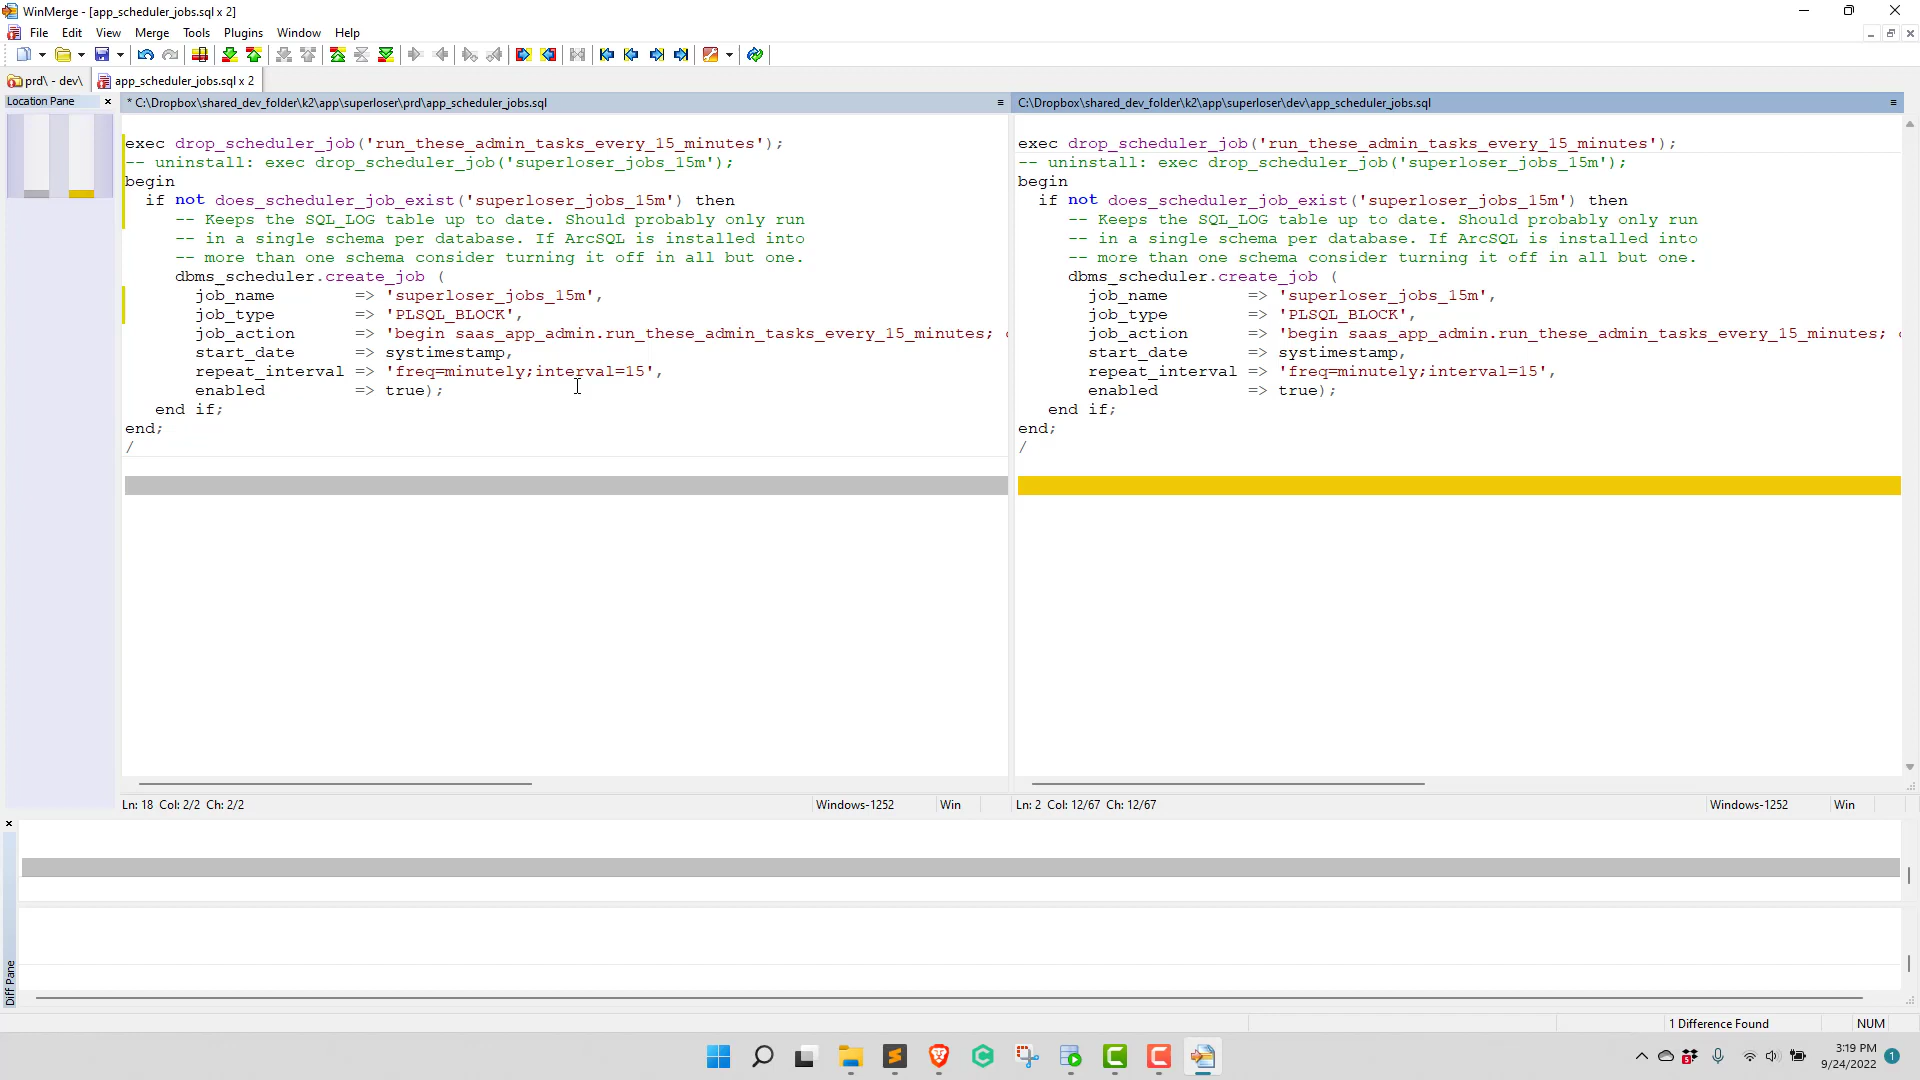 WinMerge - [app_scheduler_jobs.sql x 2]
File Edit View Merge Tools Plugins Window Help
prd\ - dev\ app_scheduler_jobs.sql x 2
Location Pane
* C:\Dropbox\shared_dev_folder\k2\app\superloser\prd\app_scheduler_jobs.sql
exec drop_scheduler_job('run_these_admin_tasks_every_15_minutes');
-- uninstall: exec drop_scheduler_job('superloser_jobs_15m');
begin
if not does_scheduler_job_exist('superloser_jobs_15m') then
-- Keeps the SQL_LOG table up to date. Should probably only run
-- in a single schema per database. If ArcSQL is installed into
-- more than one schema consider turning it off in all but one.
dbms_scheduler.create_job (
job_name => 'superloser_jobs_15m',
job_type => 'PLSQL_BLOCK',
job_action => 'begin saas_app_admin.run_these_admin_tasks_every_15_minutes;
start_date => systimestamp,
repeat_interval => 'freq=minutely;interval=15',
enabled => true);
end if;
end;
/
Ln: 18 Col: 2/2 Ch: 2/2 Windows-1252 Win
C:\Dropbox\shared_dev_folder\k2\app\superloser\dev\app_scheduler_jobs.sql
exec drop_scheduler_job('run_these_admin_tasks_every_15_minutes');
-- uninstall: exec drop_scheduler_job('superloser_jobs_15m');
begin
if not does_scheduler_job_exist('superloser_jobs_15m') then
-- Keeps the SQL_LOG table up to date. Should probably only run
-- in a single schema per database. If ArcSQL is installed into
-- more than one schema consider turning it off in all but one.
dbms_scheduler.create_job (
job_name => 'superloser_jobs_15m',
job_type => 'PLSQL_BLOCK',
job_action => 'begin saas_app_admin.run_these_admin_tasks_every_15_minutes;
start_date => systimestamp,
repeat_interval => 'freq=minutely;interval=15',
enabled => true);
end if;
end;
/
Ln: 2 Col: 12/67 Ch: 12/67 Windows-1252 Win
Diff Pane
1 Difference Found NUM
3:19 PM
9/24/2022
1